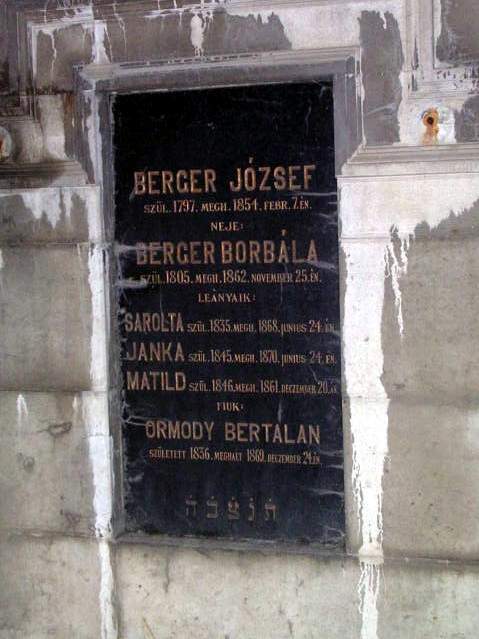 BERGER JÓZSEF
SZÜL. 1797. MEGH. 1854. FEBR. 7.ÉN.
NEJE:
BERGER BORBÁLA
SZÜL. 1805. MEGH. 1862. NOVEMBER 25.ÉN.
LEÁNYAIK:
SAROLTA SZÜL. 1835. MEGH. 1868. JUNIUS 24.ÉN.
JANKA SZÜL. 1845. MEGH. 1870. JUNIUS 24.ÉN.
MATILD SZÜL. 1846. MEGH. 1861. DECZEMBER 20.ÁN
FIUK:
ORMODY BERTALAN
SZÜLETETT 1836. MEGHALT 1869. DECZEMBER 24.ÉN.
ת נ צ ב ה